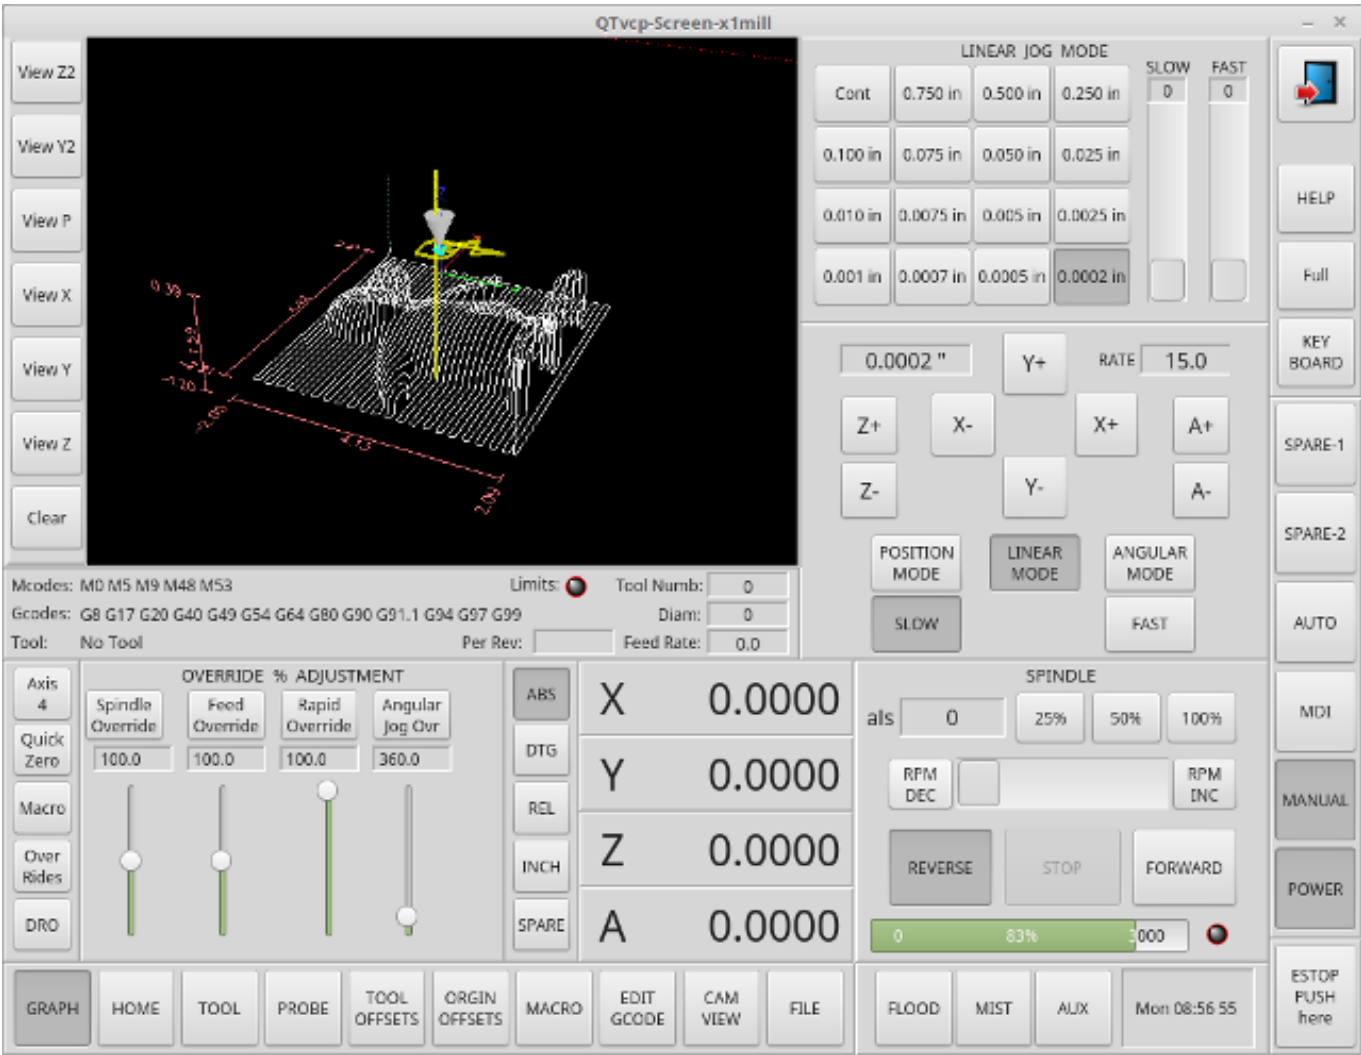 QTvcp-Screen-x1mill
View Z2
View Y2
View P
View X
View Y
View Z
Clear
0.39
-1.20
4.13
2.09
LINEAR JOG MODE
SLOW FAST
0 0
Cont 0.750 in 0.500 in 0.250 in
0.100 in 0.075 in 0.050 in 0.025 in
0.010 in 0.0075 in 0.005 in 0.0025 in
0.001 in 0.0007 in 0.0005 in 0.0002 in
0.0002 " Y+ RATE 15.0
Z+ X- X+ A+
Z- Y- A-
POSITION
MODE
LINEAR
MODE
ANGULAR
MODE
SLOW FAST
HELP
Full
KEY
BOARD
SPARE-1
SPARE-2
AUTO
MDI
MANUAL
POWER
ESTOP
PUSH
here
Mcodes: M0 M5 M9 M48 M53 Limits: Tool Numb: 0
Gcodes: G8 G17 G20 G40 G49 G54 G64 G80 G90 G91.1 G94 G97 G99 Diam: 0
Tool: No Tool Per Rev: Feed Rate: 0.0
Axis
4
Quick
Zero
Macro
Over
Rides
DRO
OVERRIDE % ADJUSTMENT
Spindle
Override
Feed
Override
Rapid
Override
Angular
Jog Ovr
100.0 100.0 100.0 360.0
ABS
DTG
REL
INCH
SPARE
X 0.0000
Y 0.0000
Z 0.0000
A 0.0000
SPINDLE
als 0 25% 50% 100%
RPM
DEC
RPM
INC
REVERSE STOP FORWARD
0 83% 3000
GRAPH
HOME
TOOL
PROBE
TOOL
OFFSETS
ORGIN
OFFSETS
MACRO
EDIT
GCODE
CAM
VIEW
FILE
FLOOD
MIST
AUX
Mon 08:56 55